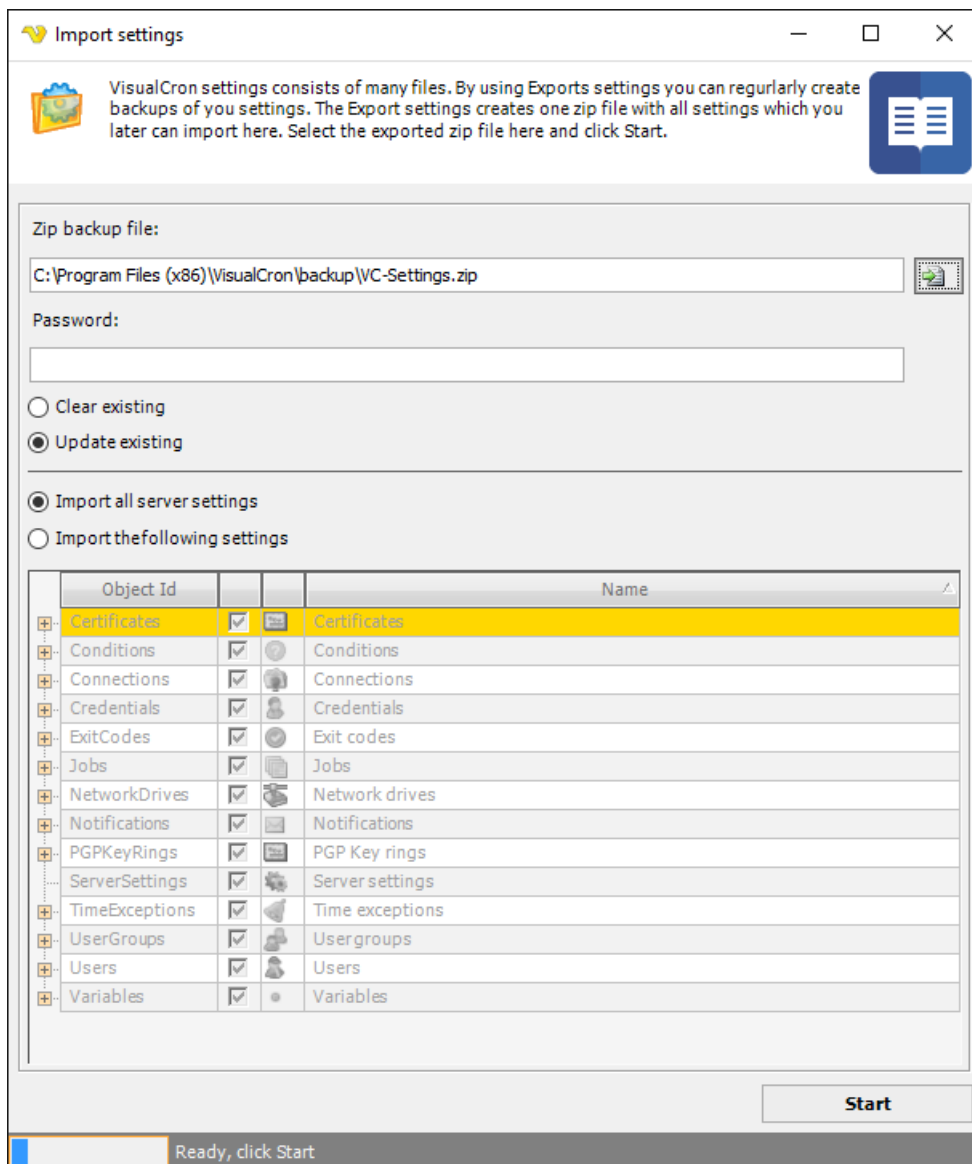 Import settings
VisualCron settings consists of many files. By using Exports settings you can regurlarly create
backups of you settings. The Export settings creates one zip file with all settings which you
later can import here. Select the exported zip file here and click Start.
Zip backup file:
C:\Program Files (x86)\VisualCron\backup\VC-Settings.zip
Password:
Clear existing
Update existing
Import all server settings
Import the following settings
Object Id Name
Certificates Certificates
Conditions Conditions
Connections Connections
Credentials Credentials
ExitCodes Exit codes
Jobs Jobs
NetworkDrives Network drives
Notifications Notifications
PGPKeyRings PGP Key rings
ServerSettings Server settings
TimeExceptions Time exceptions
UserGroups User groups
Users Users
Variables Variables
Start
Ready, click Start